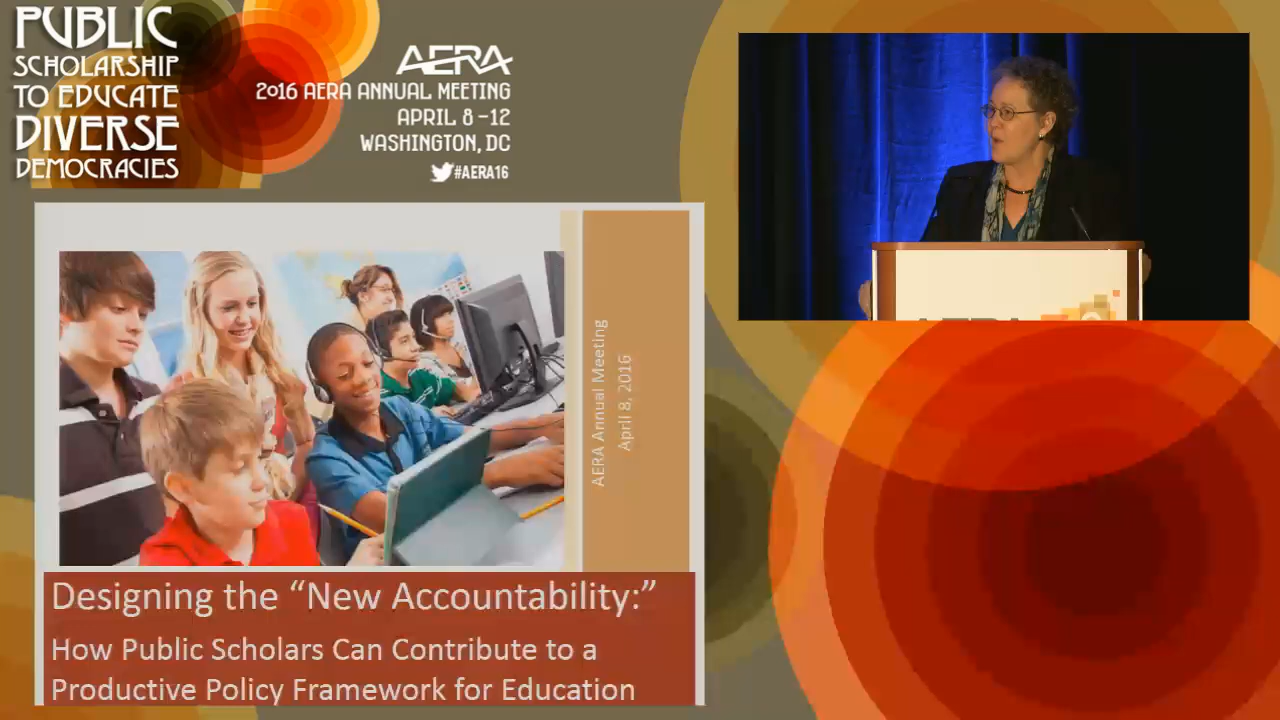 PUBLIC
SCHOLARSHIP
TO EDUCATE
DIVERSE
DEMOCRACIES
AERA
2016 AERA ANNUAL MEETING
APRIL 8–12
WASHINGTON, DC
#AERA16
AERA Annual Meeting
April 8, 2016
Designing the “New Accountability:”
How Public Scholars Can Contribute to a
Productive Policy Framework for Education
AERA